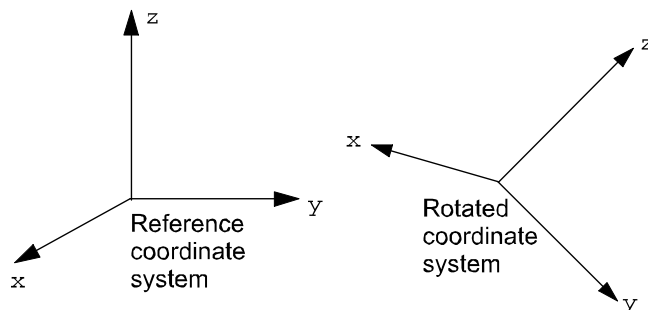 z
y
x
Reference
coordinate
system
z
x
y
Rotated
coordinate
system